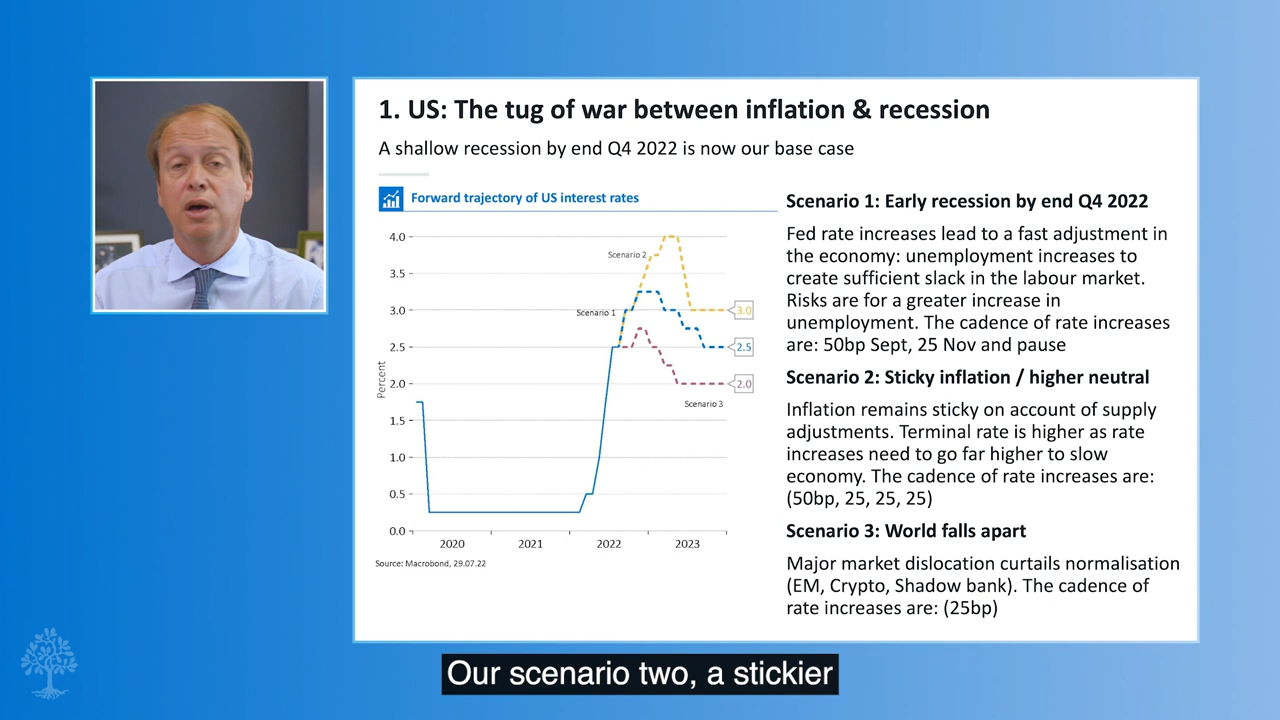 1. US: The tug of war between inflation & recession
A shallow recession by end Q4 2022 is now our base case
Forward trajectory of US interest rates
Percent
4.0
3.5
3.0
2.5
2.0
1.5
1.0
0.5
0.0
2020
2021
2022
2023
Scenario 2
Scenario 1
Scenario 3
3.0
2.5
2.0
Source: Macrobond, 29.07.22
Scenario 1: Early recession by end Q4 2022
Fed rate increases lead to a fast adjustment in
the economy: unemployment increases to
create sufficient slack in the labour market.
Risks are for a greater increase in
unemployment. The cadence of rate increases
are: 50bp Sept, 25 Nov and pause
Scenario 2: Sticky inflation / higher neutral
Inflation remains sticky on account of supply
adjustments. Terminal rate is higher as rate
increases need to go far higher to slow
economy. The cadence of rate increases are:
(50bp, 25, 25, 25)
Scenario 3: World falls apart
Major market dislocation curtails normalisation
(EM, Crypto, Shadow bank). The cadence of
rate increases are: (25bp)
Our scenario two, a stickier